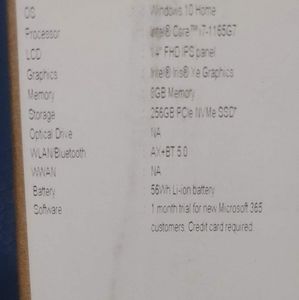 OS : Windows 10 Home
Processor : Intel® Core™ i7-1165G7
LCD : 14" FHD IPS panel
Graphics : Intel® Iris® Xe Graphics
Memory : 8GB Memory
Storage : 256GB PCIe NVMe SSD*
Optical Drive : NA
WLAN/Bluetooth : AX+BT 5.0
WWAN : NA
Battery : 56Wh Li-ion battery
Software : 1 month trial for new Microsoft 365
customers. Credit card required.